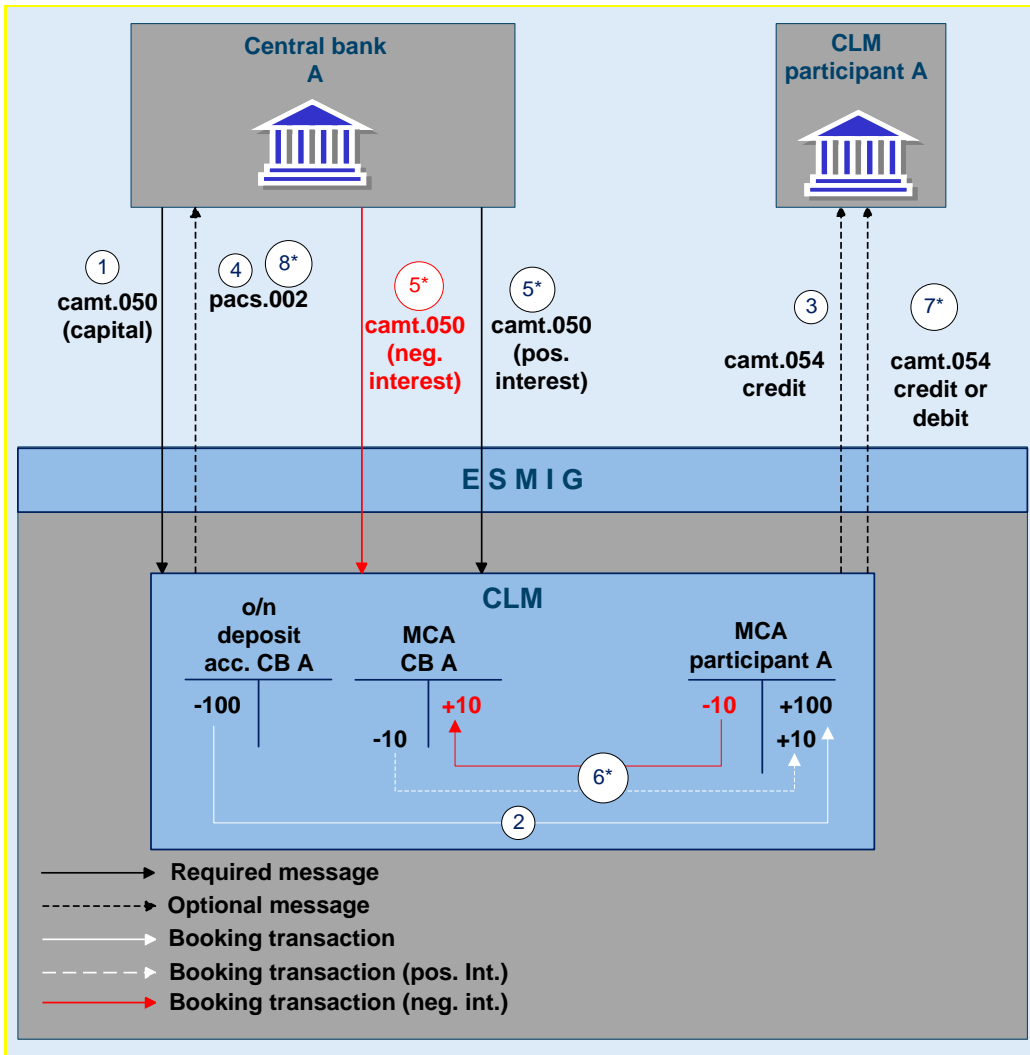 Central bank
A
CLM
participant A
1
camt.050
(capital)
4
8*
pacs.002
5*
camt.050
(neg.
interest)
5*
camt.050
(pos.
interest)
3
camt.054
credit
7*
camt.054
credit or
debit
E S M I G
CLM
o/n
deposit
acc. CB A
MCA
CB A
MCA
participant A
-100
+10
-10
-10
+100
+10
6*
2
Required message
Optional message
Booking transaction
Booking transaction (pos. Int.)
Booking transaction (neg. int.)